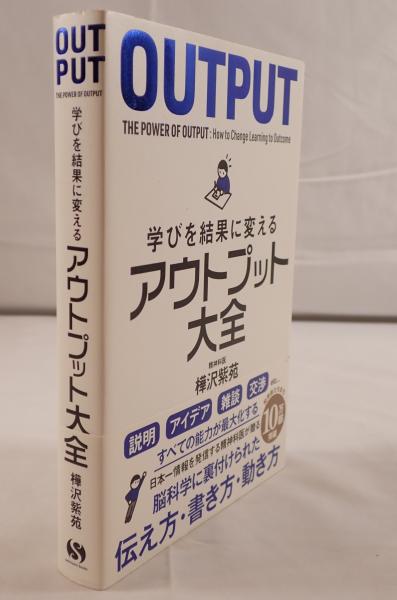 OUT
PUT
THE POWER OF OUTPUT
学びを結果に変える
アウトプット大全
樺沢紫苑
S
OUTPUT
THE POWER OF OUTPUT : How to Change Learning to Outcome
学びを結果に変える
アウトプット
大全
精神科医
樺沢紫苑
説明 アイデア 雑談 交渉
すべての能力が最大化する
日本一情報を発信する精神科医が贈る
脳科学に裏付けられた
伝え方・書き方・動き方
10万部